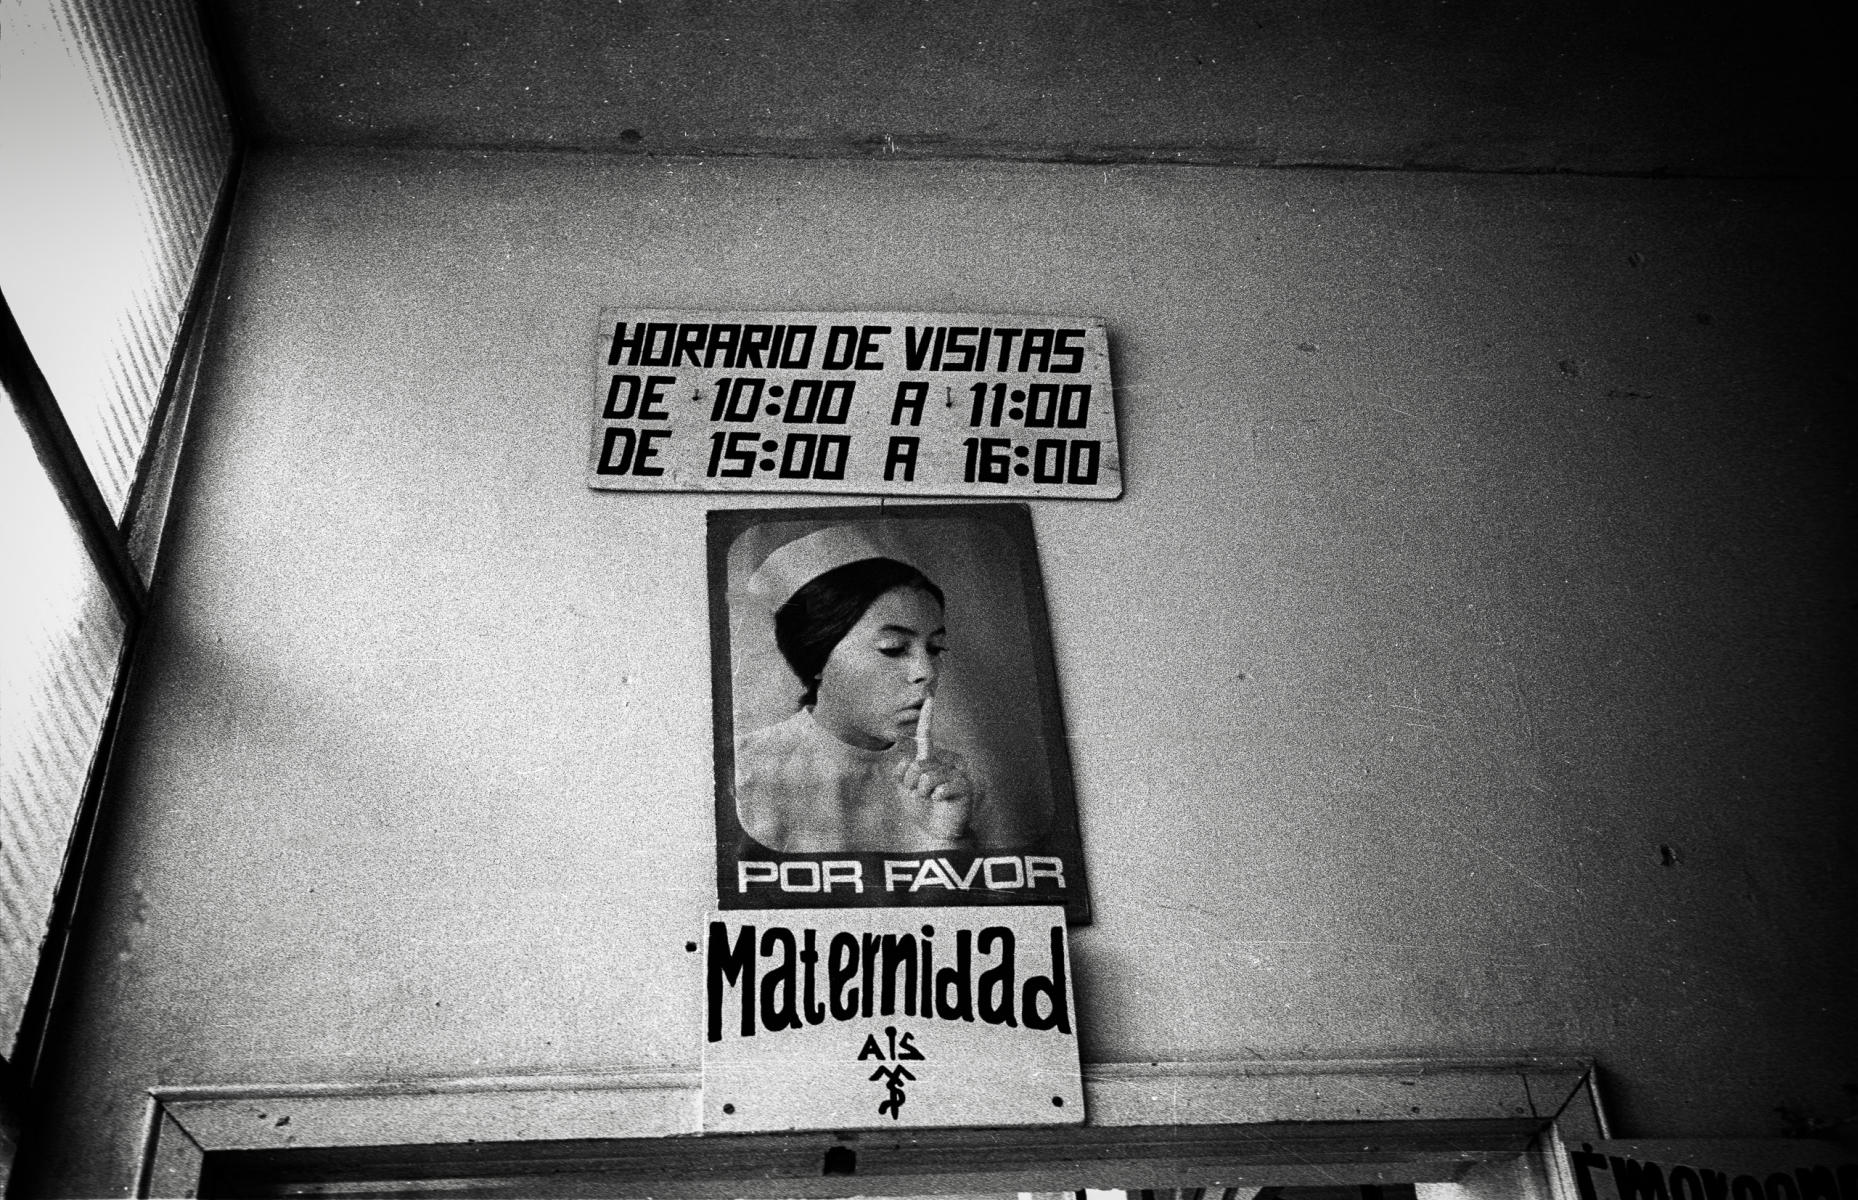 HORARIO DE VISITAS
DE 10:00 A 11:00
DE 15:00 A 16:00
POR FAVOR
Maternidad
AIS